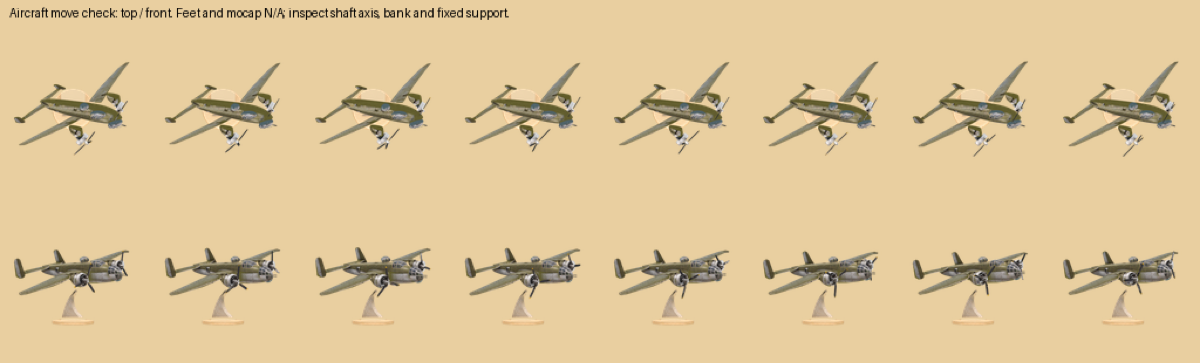 Aircraft move check: top / front. Feet and mocap N/A; inspect shaft axis, bank and fixed support.